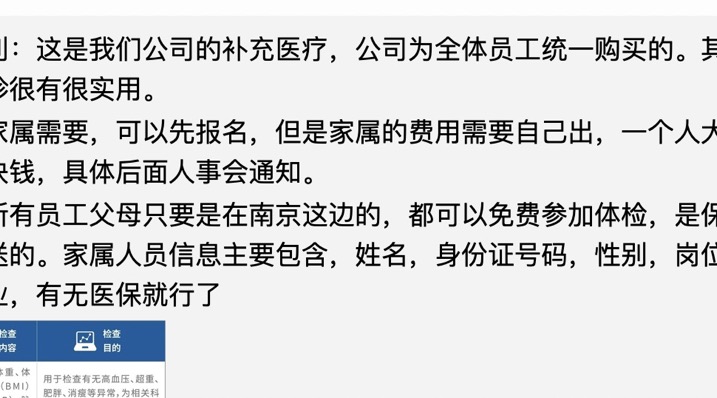 ：这是我们公司的补充医疗，公司为全体员工统一购买的。其
很有很实用。
家属需要，可以先报名，但是家属的费用需要自己出，一个人大
块钱，具体后面人事会通知。
所有员工父母只要是在南京这边的，都可以免费参加体检，是保
送的。家属人员信息主要包含，姓名，身份证号码，性别，岗位
业，有无医保就行了
检查 检查
内容 目的
体重、体 用于检查有无高血压、超重、
（BMI） 肥胖、消瘦等异常，为相关科